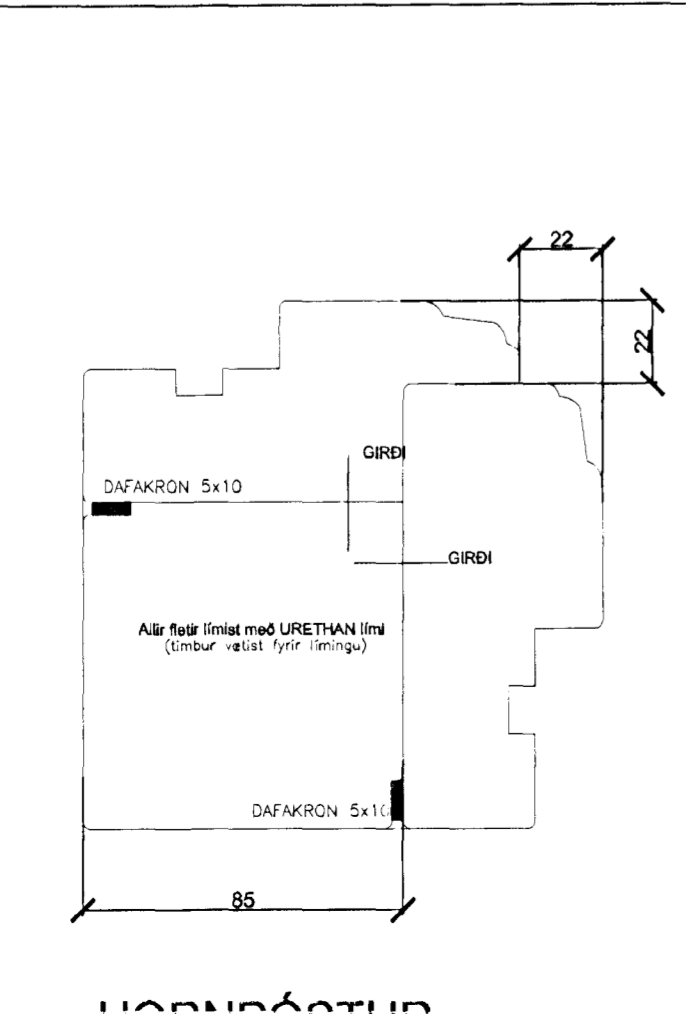 22
22
GIRÐI
DAFAKRON 5x10
GIRÐI
Allir fletir límist með URETHAN lími
(timbur vætist fyrir límingu)
DAFAKRON 5x10
85
HORNPÓSTUR